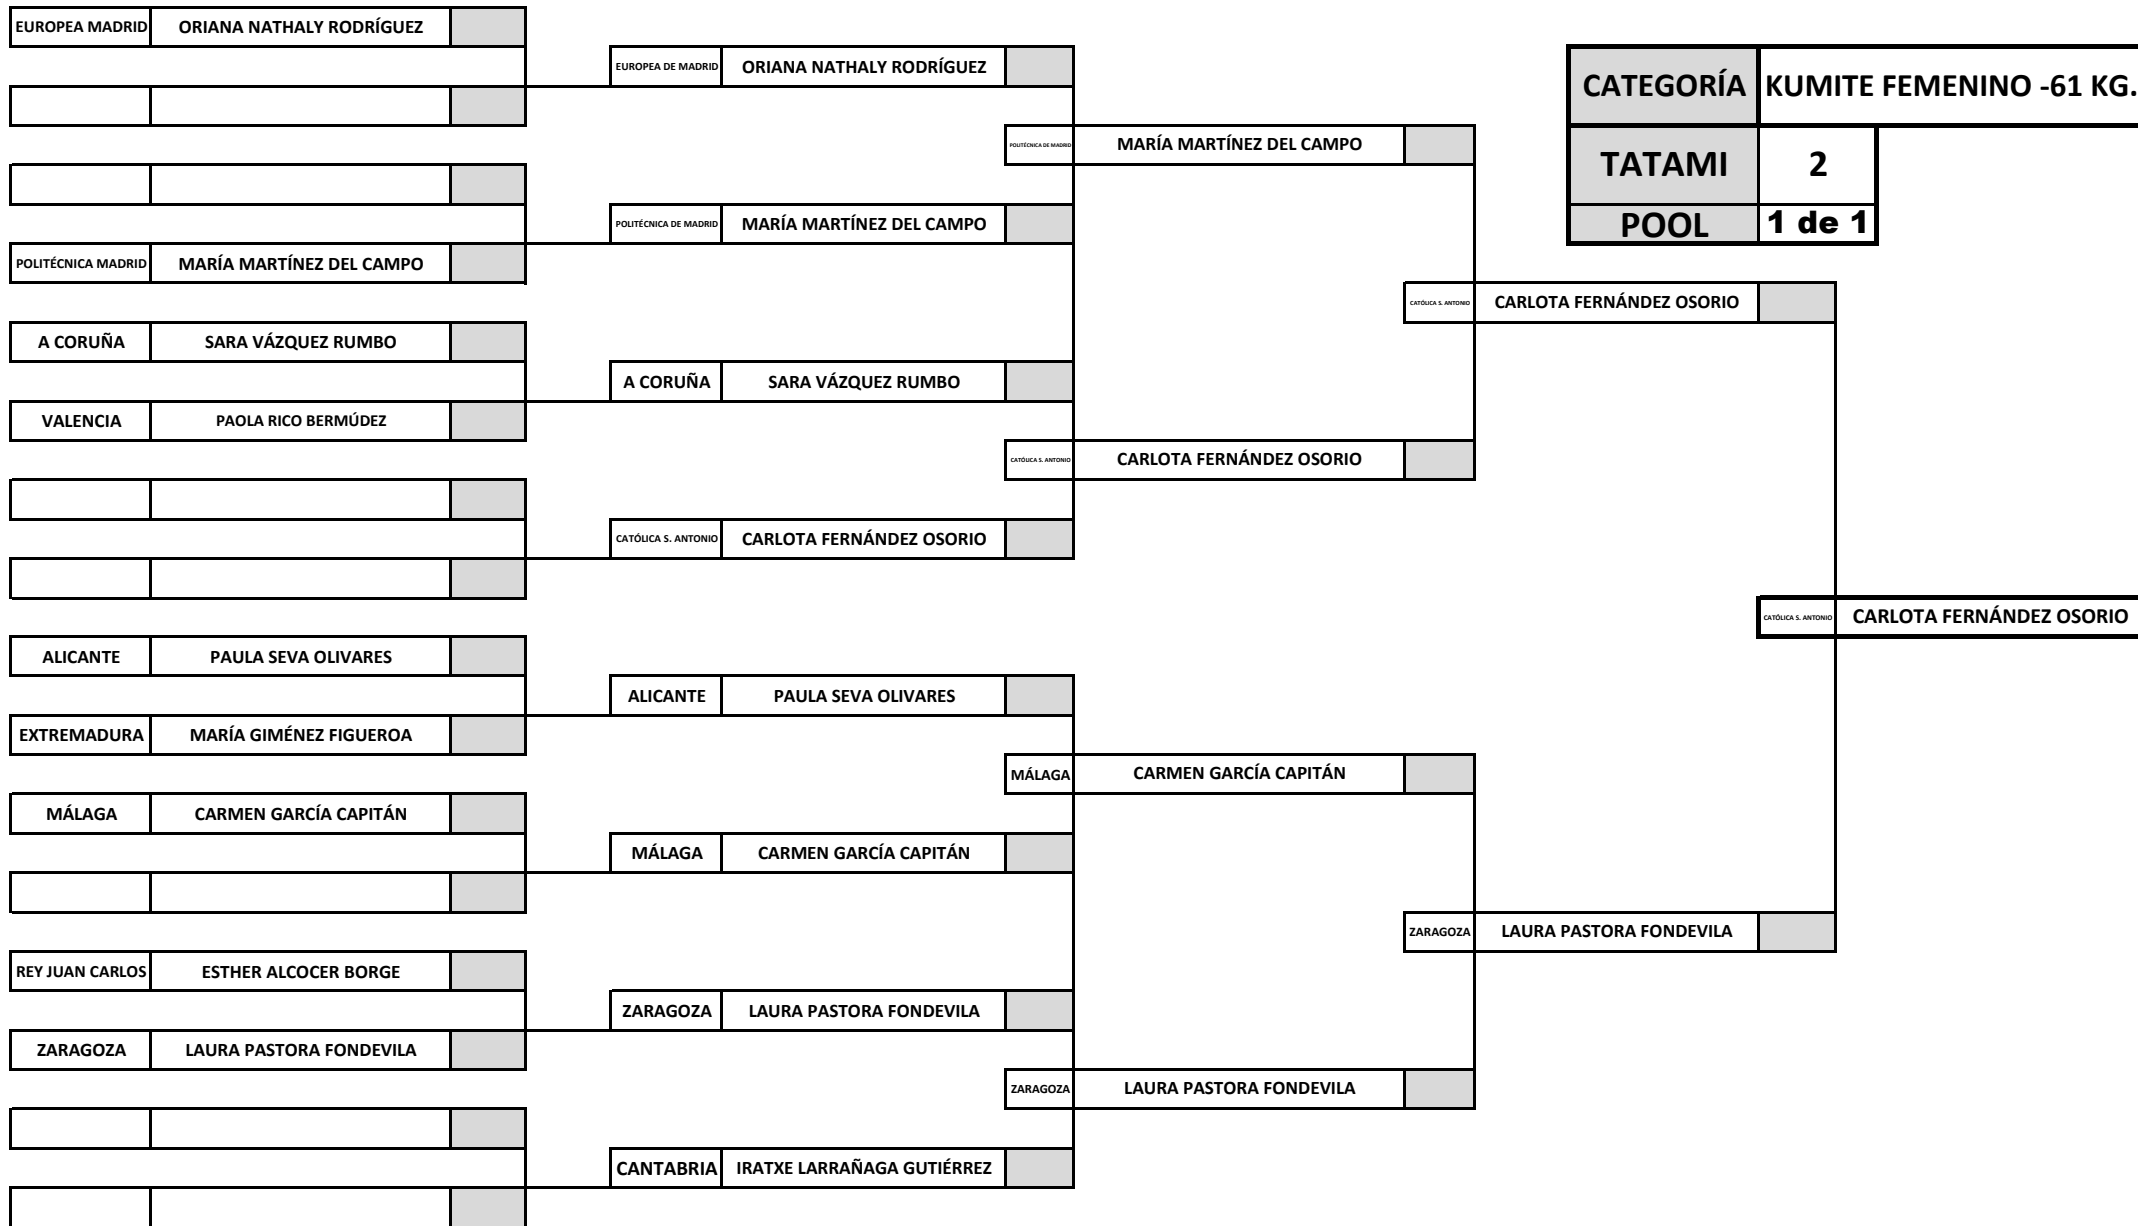 EUROPEA MADRID ORIANA NATHALY RODRÍGUEZ
EUROPEA DE MADRID ORIANA NATHALY RODRÍGUEZ
CATEGORÍA KUMITE FEMENINO -61 KG.
POLITÉCNICA DE MADRID MARÍA MARTÍNEZ DEL CAMPO
TATAMI 2
POLITÉCNICA DE MADRID MARÍA MARTÍNEZ DEL CAMPO
POOL 1 de 1
POLITÉCNICA MADRID MARÍA MARTÍNEZ DEL CAMPO
CATÓLICA S. ANTONIO CARLOTA FERNÁNDEZ OSORIO
A CORUÑA SARA VÁZQUEZ RUMBO
A CORUÑA SARA VÁZQUEZ RUMBO
VALENCIA PAOLA RICO BERMÚDEZ
CATÓLICA S. ANTONIO CARLOTA FERNÁNDEZ OSORIO
CATÓLICA S. ANTONIO CARLOTA FERNÁNDEZ OSORIO
CATÓLICA S. ANTONIO CARLOTA FERNÁNDEZ OSORIO
ALICANTE PAULA SEVA OLIVARES
ALICANTE PAULA SEVA OLIVARES
EXTREMADURA MARÍA GIMÉNEZ FIGUEROA
MÁLAGA CARMEN GARCÍA CAPITÁN
MÁLAGA CARMEN GARCÍA CAPITÁN
MÁLAGA CARMEN GARCÍA CAPITÁN
ZARAGOZA LAURA PASTORA FONDEVILA
REY JUAN CARLOS ESTHER ALCOCER BORGE
ZARAGOZA LAURA PASTORA FONDEVILA
ZARAGOZA LAURA PASTORA FONDEVILA
ZARAGOZA LAURA PASTORA FONDEVILA
CANTABRIA IRATXE LARRAÑAGA GUTIÉRREZ